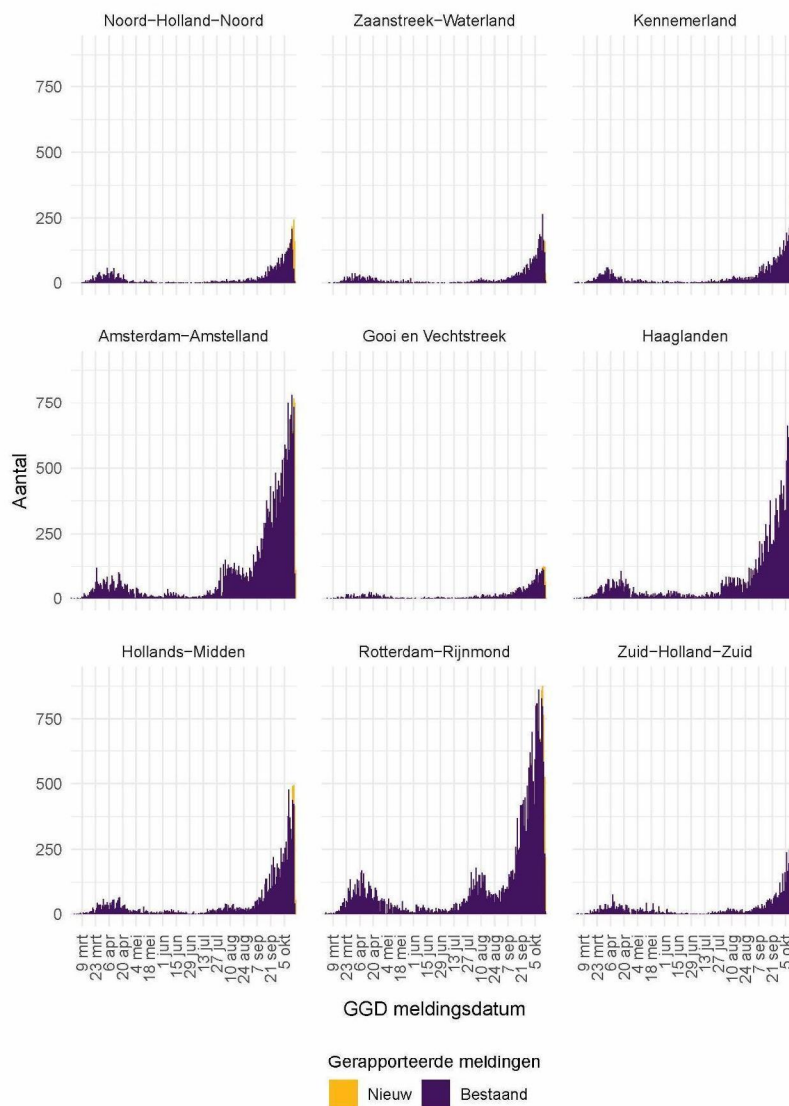 Noord-Holland-Noord
Zaanstreek-Waterland
Kennemerland
750
500
250
0
Amsterdam-Amstelland
Gooi en Vechtstreek
Haaglanden
Aantal
750
500
250
0
Hollands-Midden
Rotterdam-Rijnmond
Zuid-Holland-Zuid
750
500
250
0
9 mrt
23 mrt
6 apr
20 apr
4 mei
18 mei
1 jun
15 jun
29 jun
13 jul
27 jul
10 aug
24 aug
7 sep
21 sep
5 okt
9 mrt
23 mrt
6 apr
20 apr
4 mei
18 mei
1 jun
15 jun
29 jun
13 jul
27 jul
10 aug
24 aug
7 sep
21 sep
5 okt
9 mrt
23 mrt
6 apr
20 apr
4 mei
18 mei
1 jun
15 jun
29 jun
13 jul
27 jul
10 aug
24 aug
7 sep
21 sep
5 okt
GGD meldingsdatum
Gerapporteerde meldingen
Nieuw
Bestaand